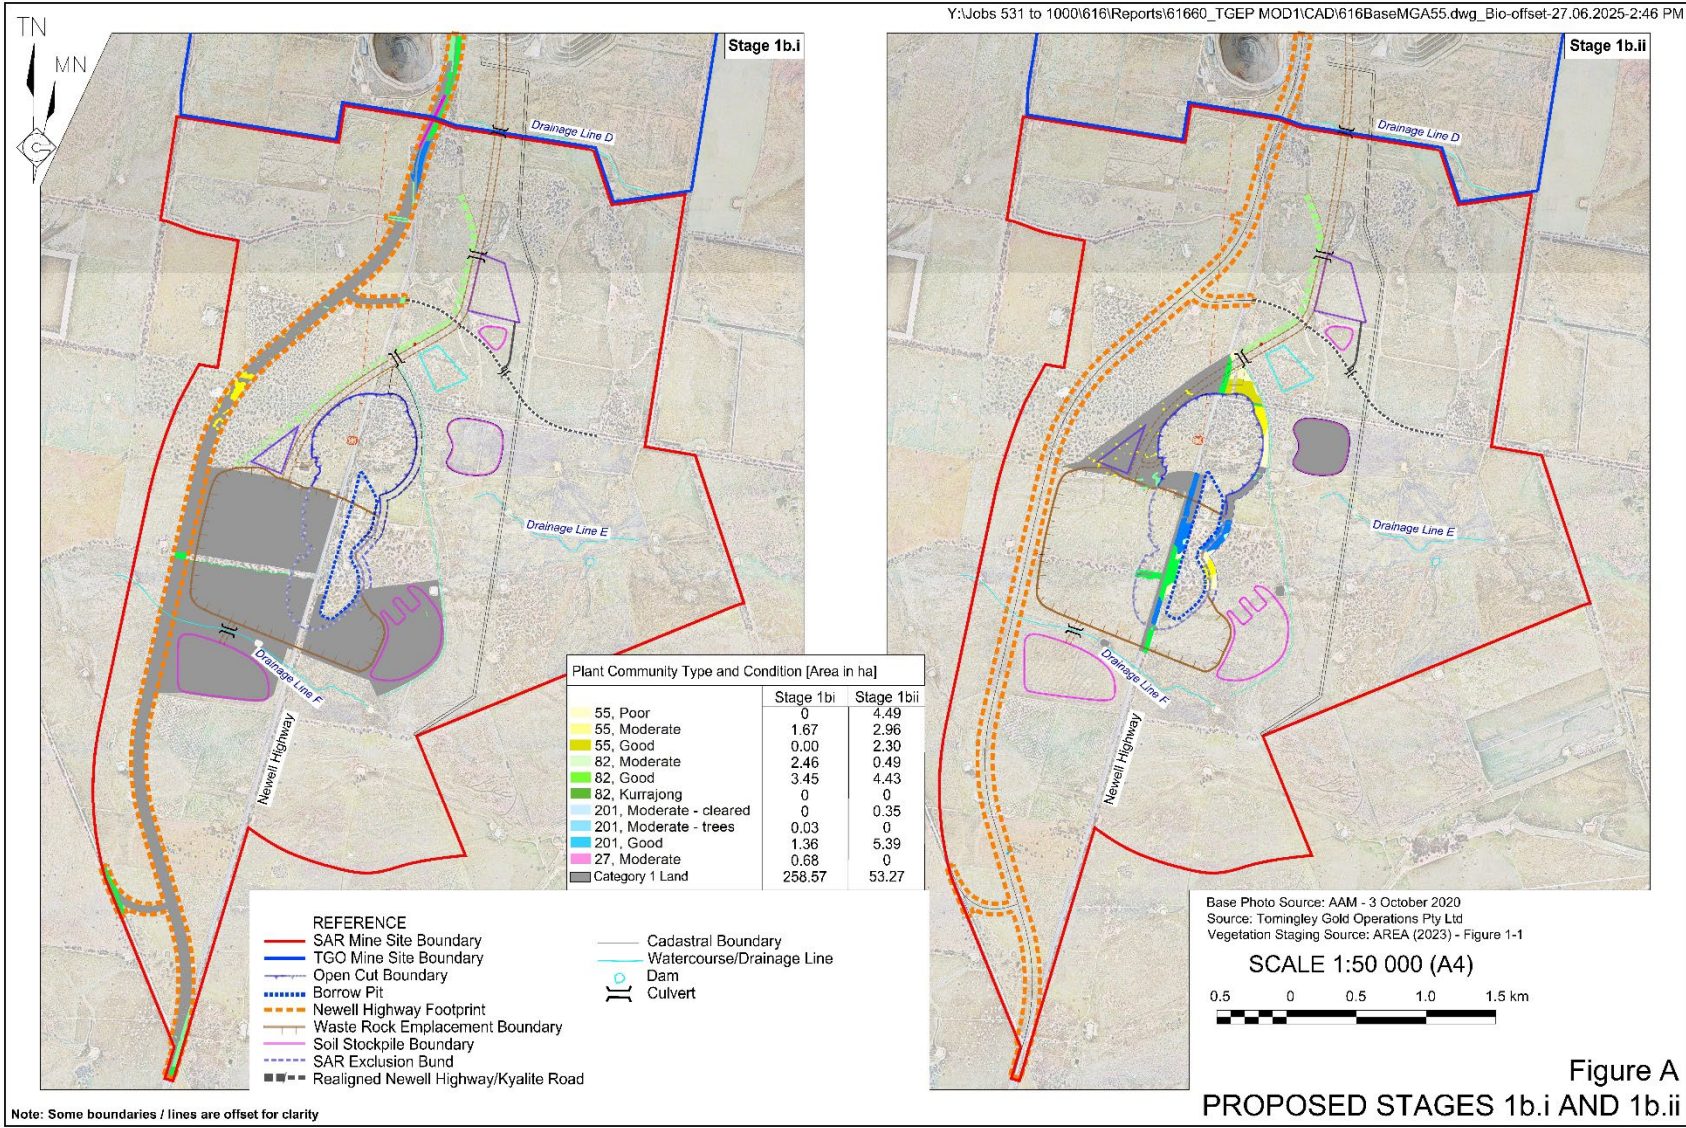 Y:\Jobs 531 to 1000\616\Reports\61660_TGEP MOD1\CAD\616BaseMGA55.dwg_Bio-offset-27.06.2025-2:46 PM
TN
MN
Stage 1b.i
Stage 1b.ii
Drainage Line D
Drainage Line D
Drainage Line E
Drainage Line E
Drainage Line F
Drainage Line F
Newell Highway
Newell Highway
Plant Community Type and Condition [Area in ha]
Stage 1bi Stage 1bii
55, Poor 0 4.49
55, Moderate 1.67 2.96
55, Good 0.00 2.30
82, Moderate 2.46 0.49
82, Good 3.45 4.43
82, Kurrajong 0 0
201, Moderate - cleared 0 0.35
201, Moderate - trees 0.03 0
201, Good 1.36 5.39
27, Moderate 0.68 0
Category 1 Land 258.57 53.27
REFERENCE
SAR Mine Site Boundary
TGO Mine Site Boundary
Open Cut Boundary
Borrow Pit
Newell Highway Footprint
Waste Rock Emplacement Boundary
Soil Stockpile Boundary
SAR Exclusion Bund
Realigned Newell Highway/Kyalite Road
Cadastral Boundary
Watercourse/Drainage Line
Dam
Culvert
Base Photo Source: AAM - 3 October 2020
Source: Tomingley Gold Operations Pty Ltd
Vegetation Staging Source: AREA (2023) - Figure 1-1
SCALE 1:50 000 (A4)
0.5 0 0.5 1.0 1.5 km
Figure A
PROPOSED STAGES 1b.i AND 1b.ii
Note: Some boundaries / lines are offset for clarity